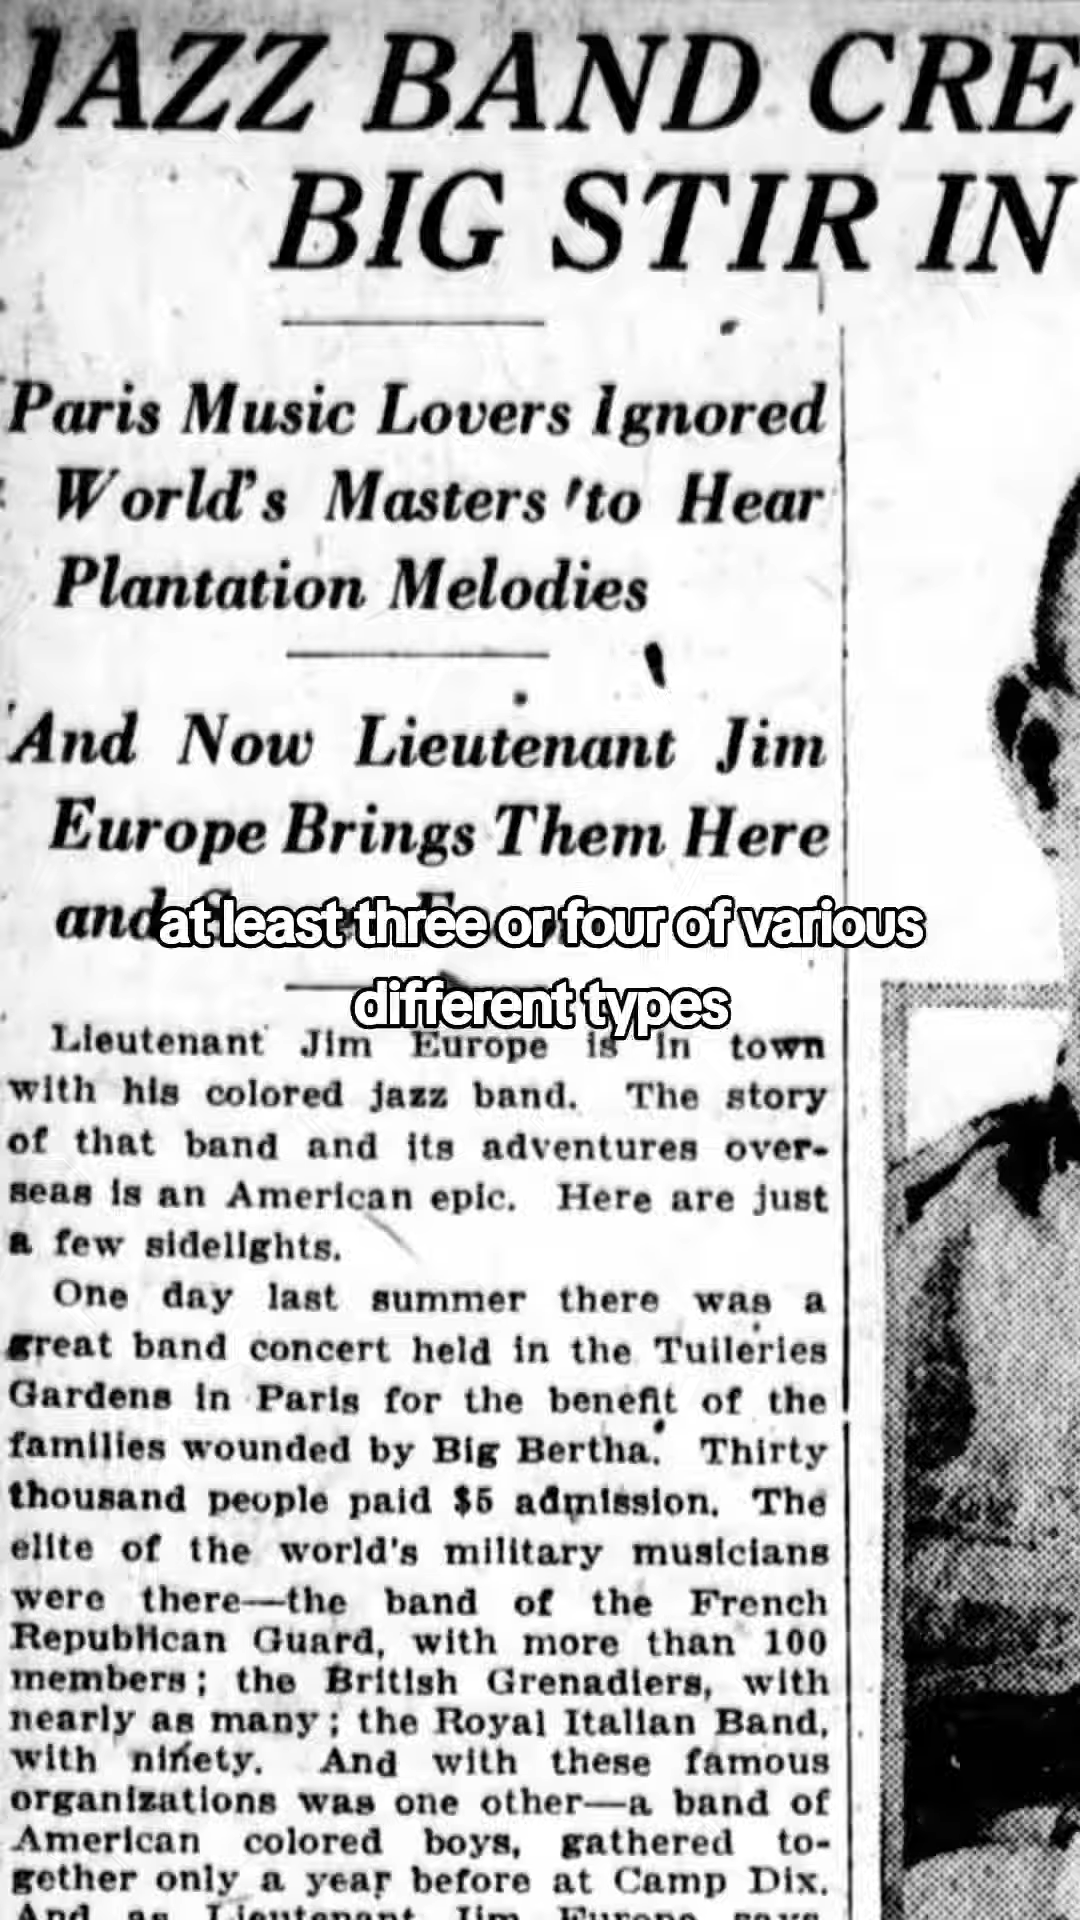 JAZZ BAND CRE
BIG STIR IN
Paris Music Lovers Ignored
World's Masters to Hear
Plantation Melodies
And Now Lieutenant Jim
Europe Brings Them Here
and
at least three or four of various
different types
Lieutenant Jim Europe is in town
with his colored jazz band. The story
of that band and its adventures over-
seas is an American epic. Here are just
a few sidelights.
One day last summer there was a
great band concert held in the Tuileries
Gardens in Paris for the benefit of the
families wounded by Big Bertha. Thirty
thousand people paid $5 admission. The
elite of the world's military musicians
were there—the band of the French
Republican Guard, with more than 100
members; the British Grenadiers, with
nearly as many; the Royal Italian Band,
with ninety. And with these famous
organizations was one other—a band of
American colored boys, gathered to-
gether only a year before at Camp Dix.
And as Lieutenant Jim Europe says,